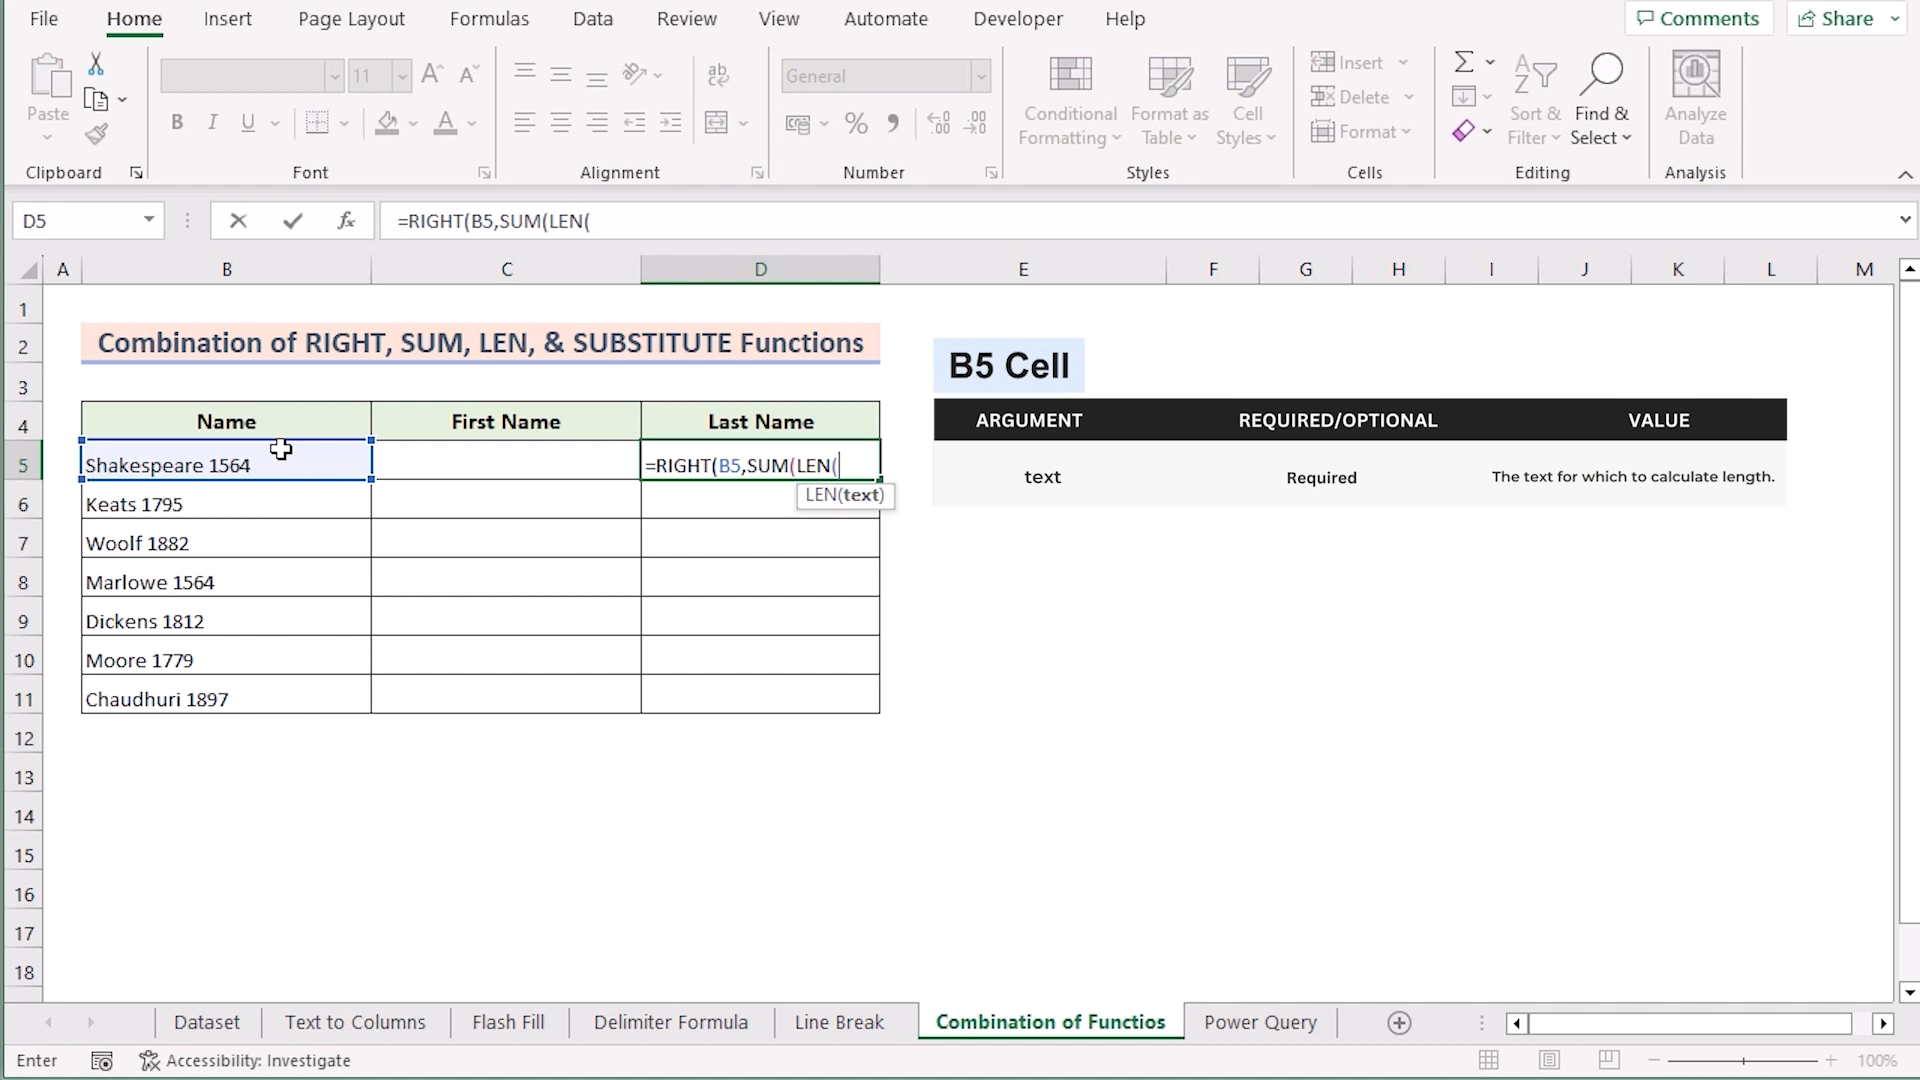 File Home Insert Page Layout Formulas Data Review View Automate Developer Help Comments Share
Paste
11
General
Conditional Formatting
Format as Table
Cell Styles
Insert
Delete
Format
Sort & Filter
Find & Select
Analyze Data
Clipboard Font Alignment Number Styles Cells Editing Analysis
D5 fx =RIGHT(B5,SUM(LEN(
A B C D E F G H I J K L M
1
2 Combination of RIGHT, SUM, LEN, & SUBSTITUTE Functions
B5 Cell
3
4 Name First Name Last Name
ARGUMENT REQUIRED/OPTIONAL VALUE
5 Shakespeare 1564 =RIGHT(B5,SUM(LEN(
text Required The text for which to calculate length.
LEN(text)
6 Keats 1795
7 Woolf 1882
8 Marlowe 1564
9 Dickens 1812
10 Moore 1779
11 Chaudhuri 1897
12
13
14
15
16
17
18
Dataset Text to Columns Flash Fill Delimiter Formula Line Break Combination of Functios Power Query
Enter Accessibility: Investigate 100%